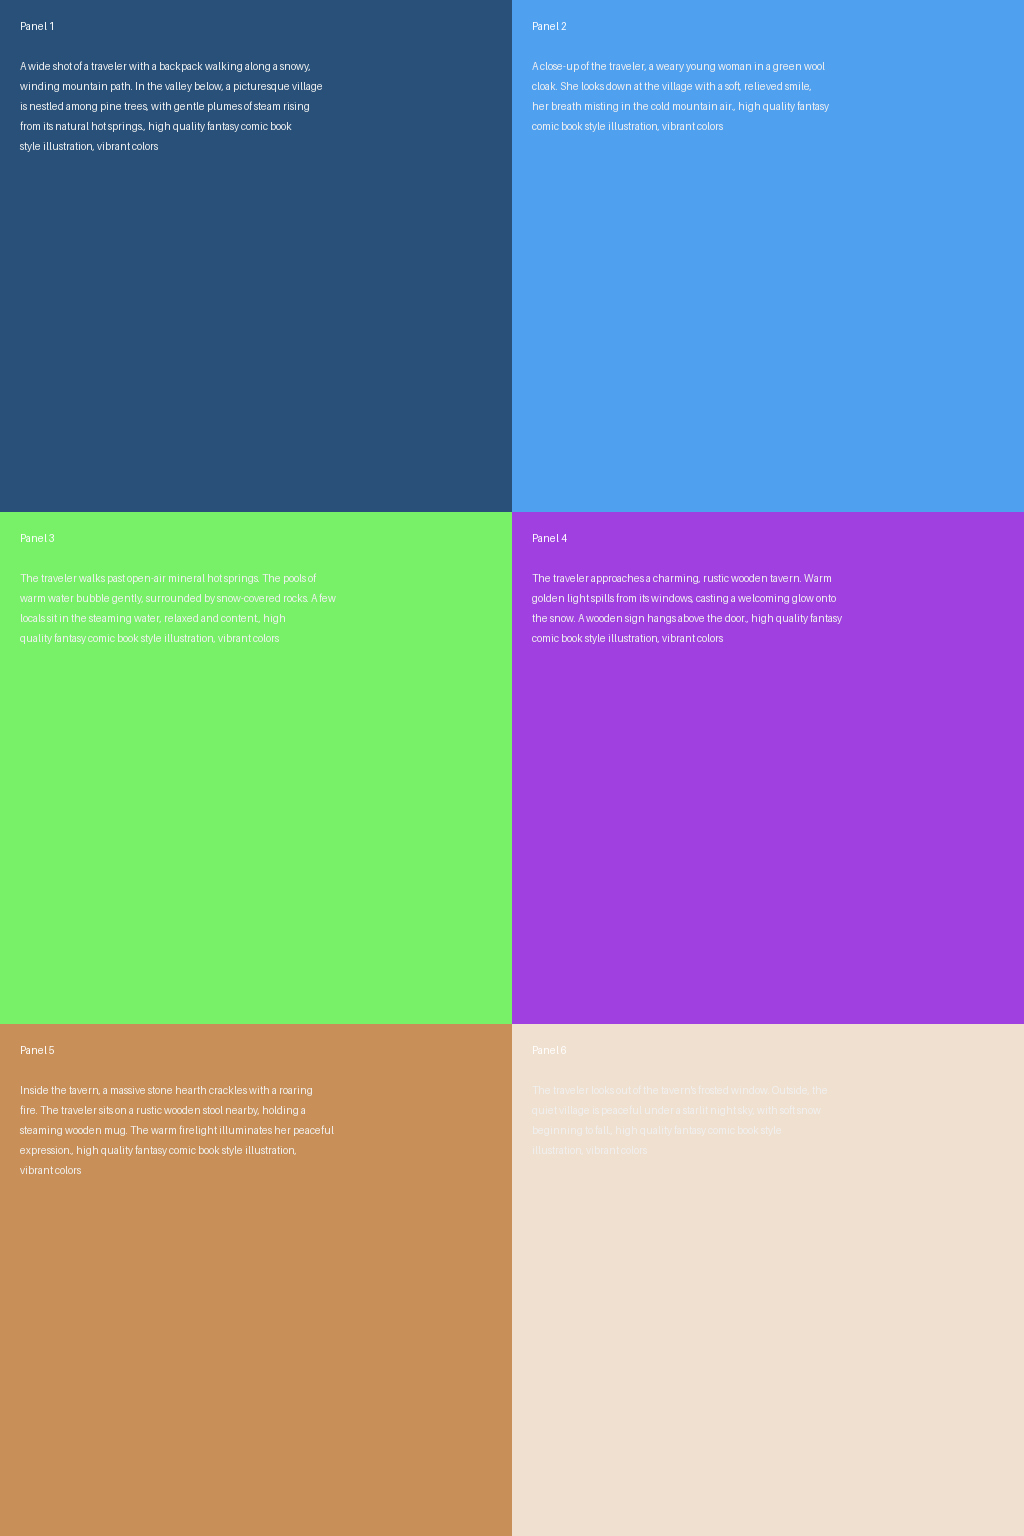 Panel 1
A wide shot of a traveler with a backpack walking along a snowy,
winding mountain path. In the valley below, a picturesque village
is nestled among pine trees, with gentle plumes of steam rising
from its natural hot springs., high quality fantasy comic book
style illustration, vibrant colors
Panel 2
A close-up of the traveler, a weary young woman in a green wool
cloak. She looks down at the village with a soft, relieved smile,
her breath misting in the cold mountain air., high quality fantasy
comic book style illustration, vibrant colors
Panel 3
The traveler walks past open-air mineral hot springs. The pools of
warm water bubble gently, surrounded by snow-covered rocks. A few
locals sit in the steaming water, relaxed and content., high
quality fantasy comic book style illustration, vibrant colors
Panel 4
The traveler approaches a charming, rustic wooden tavern. Warm
golden light spills from its windows, casting a welcoming glow onto
the snow. A wooden sign hangs above the door., high quality fantasy
comic book style illustration, vibrant colors
Panel 5
Inside the tavern, a massive stone hearth crackles with a roaring
fire. The traveler sits on a rustic wooden stool nearby, holding a
steaming wooden mug. The warm firelight illuminates her peaceful
expression., high quality fantasy comic book style illustration,
vibrant colors
Panel 6
The traveler looks out of the tavern's frosted window. Outside, the
quiet village is peaceful under a starlit night sky, with soft snow
beginning to fall., high quality fantasy comic book style
illustration, vibrant colors